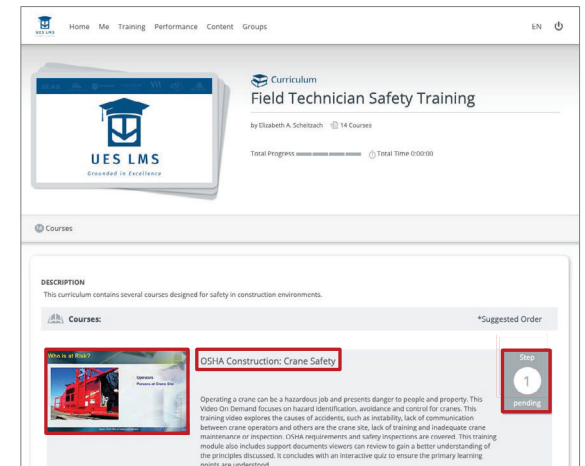 UES LMS
Home Me Training Performance Content Groups
EN
UES LMS
Grounded in Excellence
Curriculum
Field Technician Safety Training
by Elizabeth A. Scheitzach 14 Courses
Total Progress Total Time 0:00:00
14 Courses
DESCRIPTION
This curriculum contains several courses designed for safety in construction environments.
Courses:
*Suggested Order
Who is at Risk?
Operators
Persons at Crane Site
OSHA Construction: Crane Safety
Step
1
pending
Operating a crane can be a hazardous job and presents danger to people and property. This
Video On Demand focuses on hazard identification, avoidance and control for cranes. This
training video explores the causes of accidents, such as instability, lack of communication
between crane operators and others are the crane site, lack of training and inadequate crane
maintenance or inspection. OSHA requirements and safety inspections are covered. This training
module also includes support documents viewers can review to gain a better understanding of
the principles discussed. It concludes with an interactive quiz to ensure the primary learning
points are understood.